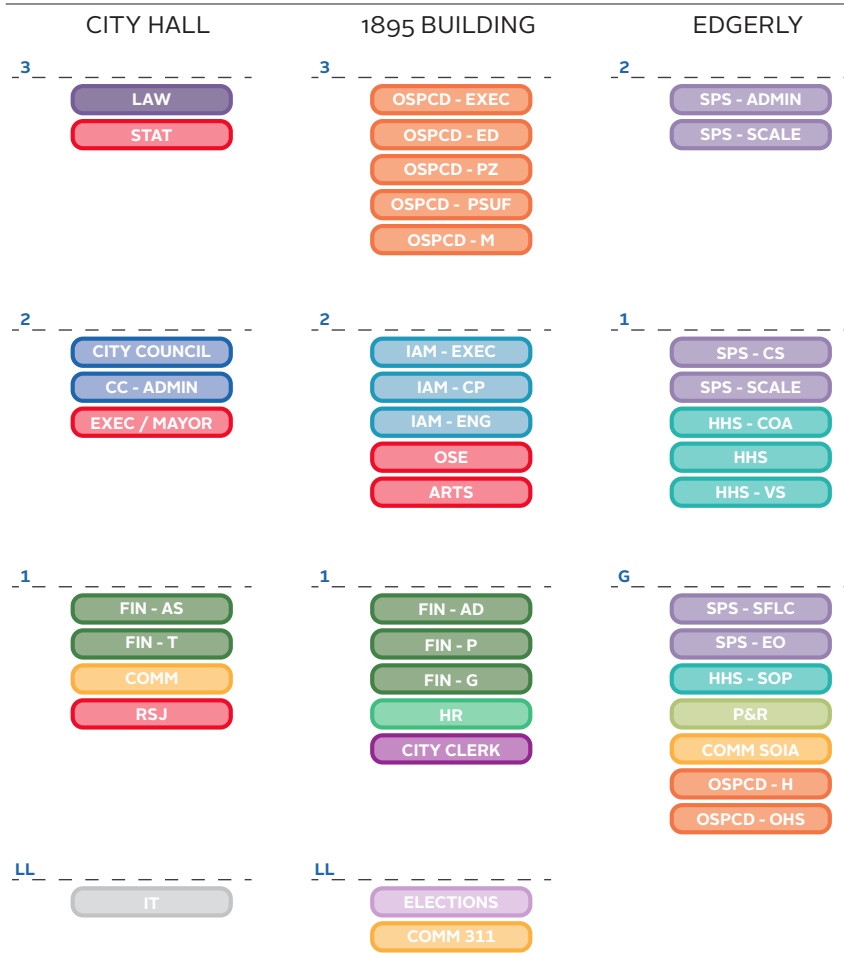 CITY HALL
3
LAW
STAT
2
CITY COUNCIL
CC - ADMIN
EXEC / MAYOR
1
FIN - AS
FIN - T
COMM
RSJ
LL
IT
1895 BUILDING
3
OSPCD - EXEC
OSPCD - ED
OSPCD - PZ
OSPCD - PSUF
OSPCD - M
2
IAM - EXEC
IAM - CP
IAM - ENG
OSE
ARTS
1
FIN - AD
FIN - P
FIN - G
HR
CITY CLERK
LL
ELECTIONS
COMM 311
EDGERLY
2
SPS - ADMIN
SPS - SCALE
1
SPS - CS
SPS - SCALE
HHS - COA
HHS
HHS - VS
G
SPS - SFLC
SPS - EO
HHS - SOP
P&R
COMM SOIA
OSPCD - H
OSPCD - OHS